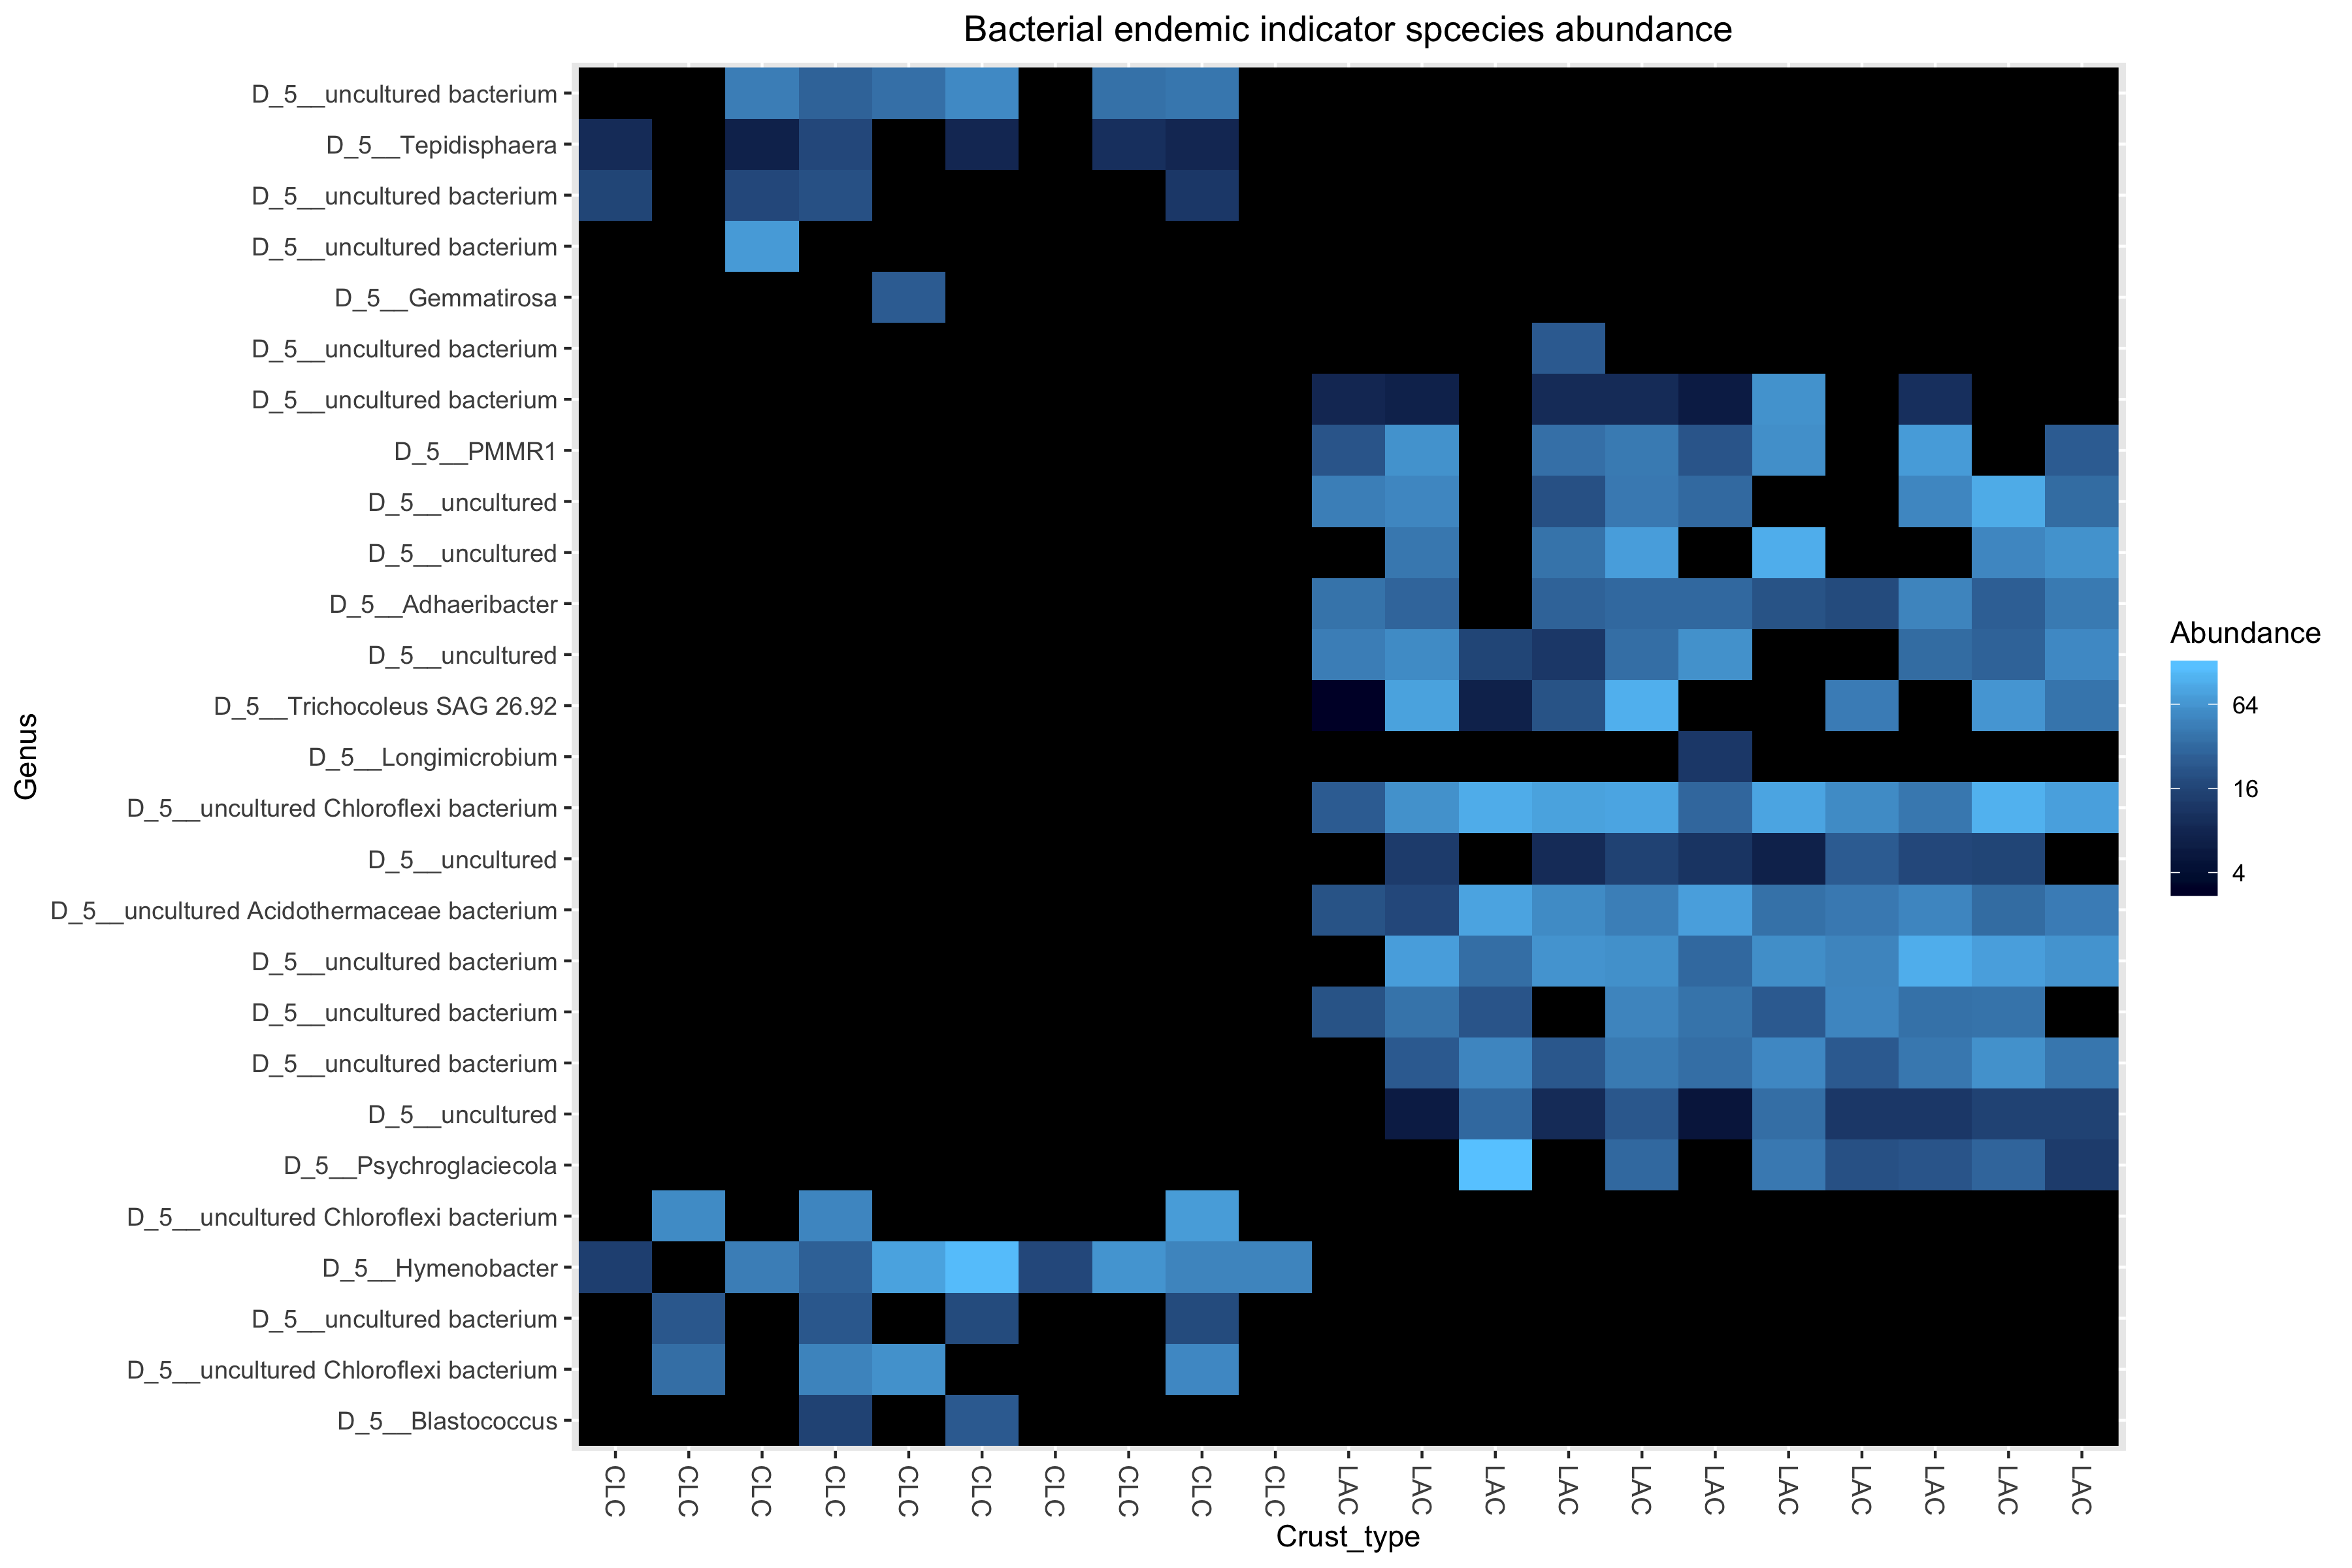 Bacterial endemic indicator spcecies abundance
D_5__uncultured bacterium
D_5__Tepidisphaera
D_5__uncultured bacterium
D_5__uncultured bacterium
D_5__Gemmatirosa
D_5__uncultured bacterium
D_5__uncultured bacterium
D_5__PMMR1
D_5__uncultured
D_5__uncultured
D_5__Adhaeribacter
D_5__uncultured
D_5__Trichocoleus SAG 26.92
D_5__Longimicrobium
D_5__uncultured Chloroflexi bacterium
D_5__uncultured
D_5__uncultured Acidothermaceae bacterium
D_5__uncultured bacterium
D_5__uncultured bacterium
D_5__uncultured bacterium
D_5__uncultured
D_5__Psychroglaciecola
D_5__uncultured Chloroflexi bacterium
D_5__Hymenobacter
D_5__uncultured bacterium
D_5__uncultured Chloroflexi bacterium
D_5__Blastococcus
Genus
CLC
CLC
CLC
CLC
CLC
CLC
CLC
CLC
CLC
CLC
LAC
LAC
LAC
LAC
LAC
LAC
LAC
LAC
LAC
LAC
LAC
Crust_type
Abundance
64
16
4